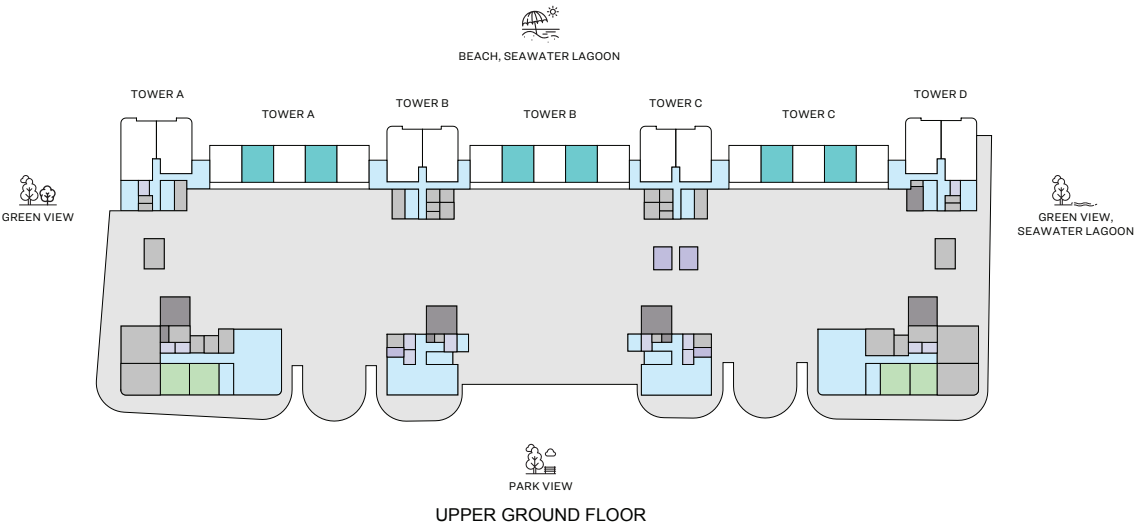 BEACH, SEAWATER LAGOON
TOWER A
TOWER A
TOWER B
TOWER B
TOWER C
TOWER C
TOWER D
GREEN VIEW
GREEN VIEW,
SEAWATER LAGOON
PARK VIEW
UPPER GROUND FLOOR